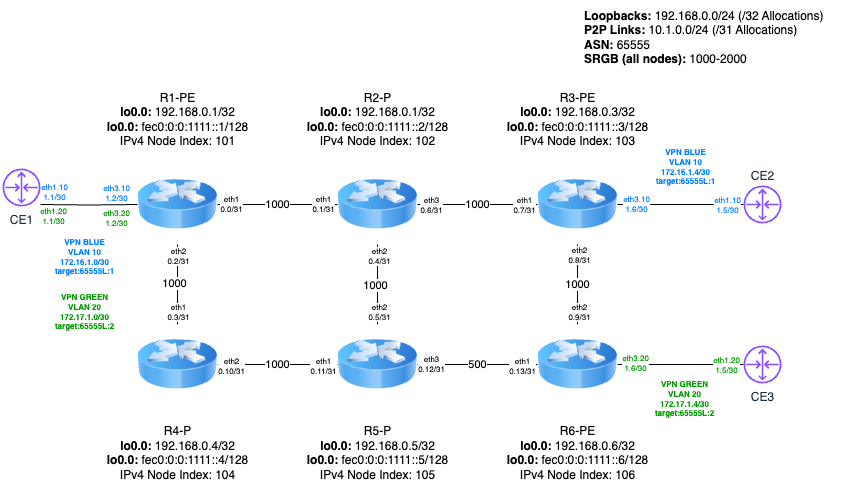 Loopbacks: 192.168.0.0/24 (/32 Allocations)
P2P Links: 10.1.0.0/24 (/31 Allocations)
ASN: 65555
SRGB (all nodes): 1000-2000
R1-PE
lo0.0: 192.168.0.1/32
lo0.0: fec0:0:0:1111::1/128
IPv4 Node Index: 101
R2-P
lo0.0: 192.168.0.1/32
lo0.0: fec0:0:0:1111::2/128
IPv4 Node Index: 102
R3-PE
lo0.0: 192.168.0.3/32
lo0.0: fec0:0:0:1111::3/128
IPv4 Node Index: 103
VPN BLUE
VLAN 10
172.16.1.4/30
target:65555L:1
CE1
eth1.10
1.1/30
eth1.20
1.1/30
eth3.10
1.2/30
eth3.20
1.2/30
eth1
0.0/31
1000
eth1
0.1/31
eth3
0.6/31
1000
eth1
0.7/31
eth3.10
1.6/30
eth1.10
1.5/30
CE2
VPN BLUE
VLAN 10
172.16.1.0/30
target:65555L:1
VPN GREEN
VLAN 20
172.17.1.0/30
target:65555L:2
eth2
0.2/31
1000
eth1
0.3/31
eth2
0.4/31
1000
eth2
0.5/31
eth2
0.8/31
1000
eth2
0.9/31
eth2
0.10/31
1000
eth1
0.11/31
eth3
0.12/31
500
eth1
0.13/31
eth3.20
1.6/30
eth1.20
1.5/30
CE3
VPN GREEN
VLAN 20
172.17.1.4/30
target:65555L:2
R4-P
lo0.0: 192.168.0.4/32
lo0.0: fec0:0:0:1111::4/128
IPv4 Node Index: 104
R5-P
lo0.0: 192.168.0.5/32
lo0.0: fec0:0:0:1111::5/128
IPv4 Node Index: 105
R6-PE
lo0.0: 192.168.0.6/32
lo0.0: fec0:0:0:1111::6/128
IPv4 Node Index: 106